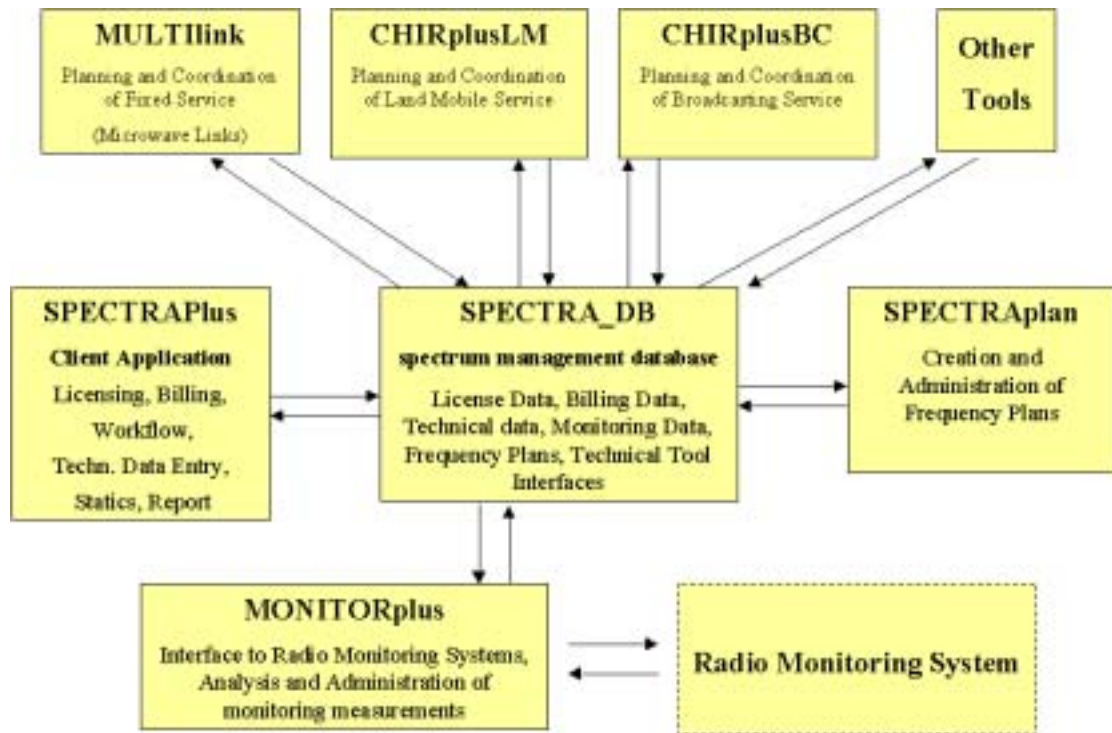 MULTIlink
Planning and Coordination
of Fixed Service
(Microwave Links)
CHIRplusLM
Planning and Coordination
of Land Mobile Service
CHIRplusBC
Planning and Coordination
of Broadcasting Service
Other
Tools
SPECTRAPlus
Client Application
Licensing, Billing,
Workflow,
Techn. Data Entry,
Statics, Report
SPECTRA_DB
spectrum management database
License Data, Billing Data,
Technical data, Monitoring Data,
Frequency Plans, Technical Tool
Interfaces
SPECTRAplan
Creation and
Administration of
Frequency Plans
MONITORplus
Interface to Radio Monitoring Systems,
Analysis and Administration of
monitoring measurements
Radio Monitoring System